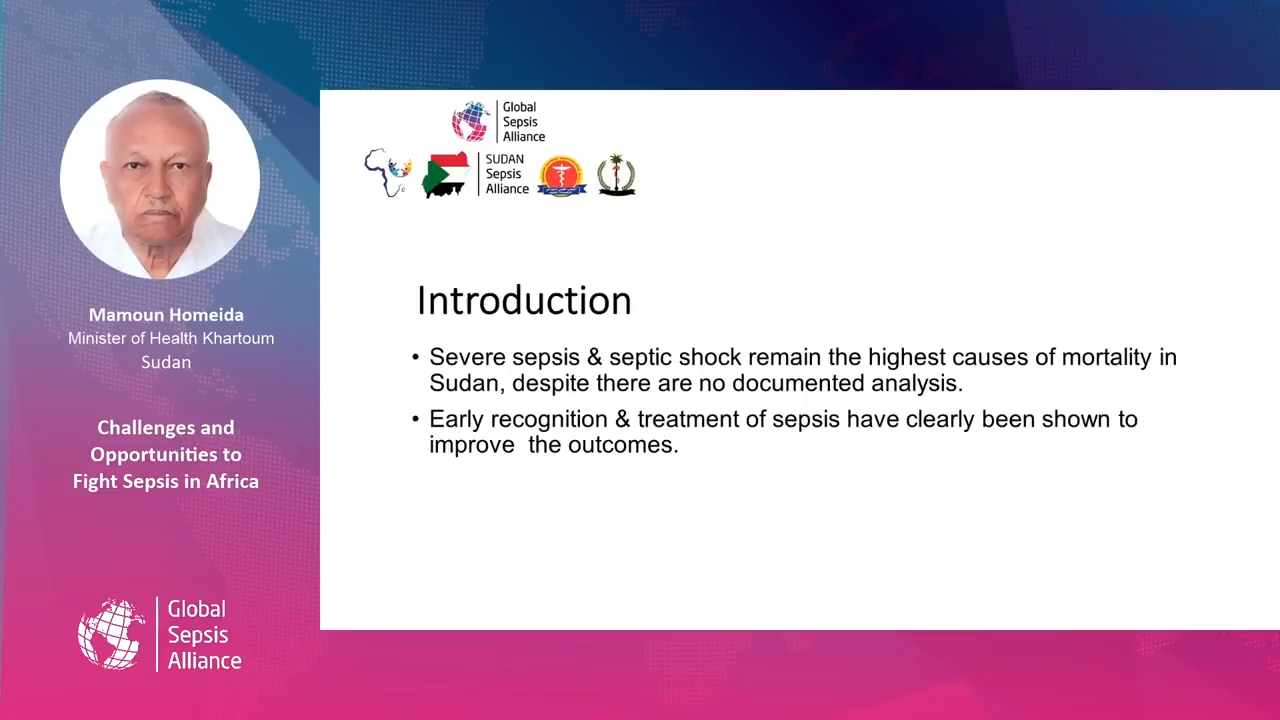 Mamoun Homeida
Minister of Health Khartoum
Sudan
Challenges and
Opportunities to
Fight Sepsis in Africa
Global
Sepsis
Alliance
Global
Sepsis
Alliance
SUDAN
Sepsis
Alliance
Introduction
• Severe sepsis & septic shock remain the highest causes of mortality in
Sudan, despite there are no documented analysis.
• Early recognition & treatment of sepsis have clearly been shown to
improve  the outcomes.